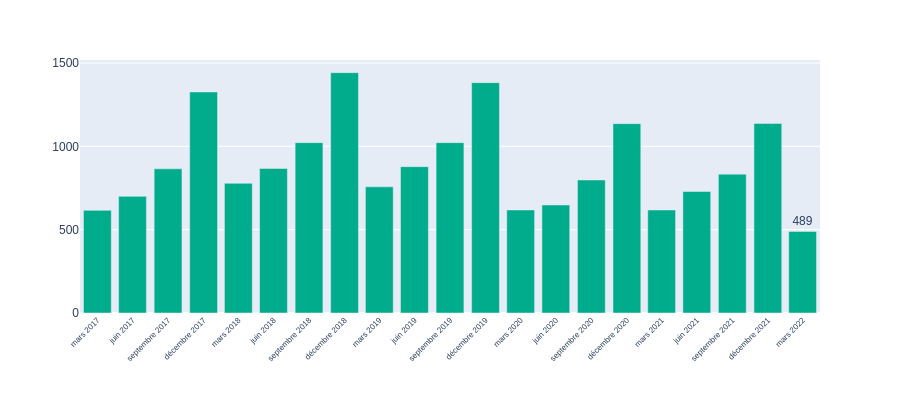 1500
1000
500
0
489
mars 2017
juin 2017
septembre 2017
décembre 2017
mars 2018
juin 2018
septembre 2018
décembre 2018
mars 2019
juin 2019
septembre 2019
décembre 2019
mars 2020
juin 2020
septembre 2020
décembre 2020
mars 2021
juin 2021
septembre 2021
décembre 2021
mars 2022